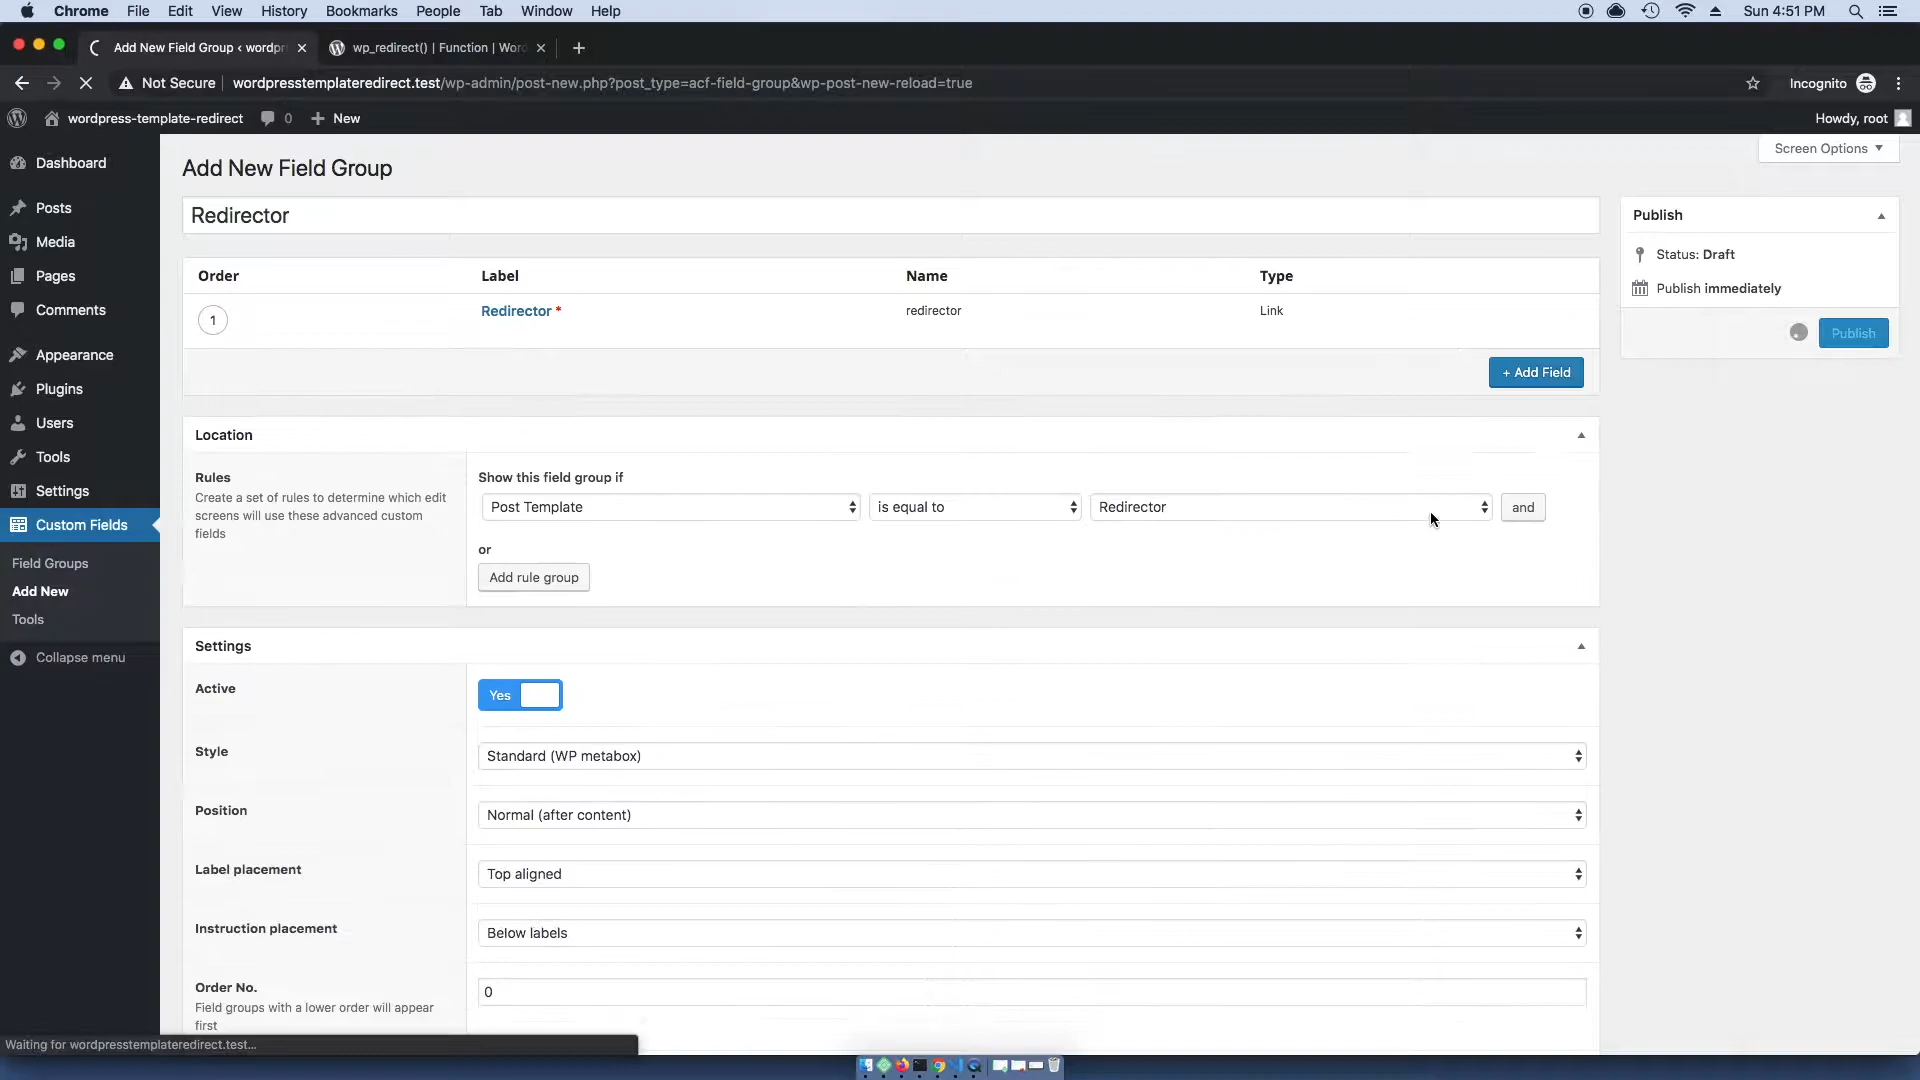 Chrome File Edit View History Bookmarks People Tab Window Help Sun 4:51 PM
Add New Field Group ‹ wordpr wp_redirect() | Function | Wor
Not Secure wordpresstemplateredirect.test/wp-admin/post-new.php?post_type=acf-field-group&wp-post-new-reload=true Incognito
wordpress-template-redirect 0 + New Howdy, root
Screen Options
Dashboard
Posts
Media
Pages
Comments
Appearance
Plugins
Users
Tools
Settings
Custom Fields
Field Groups
Add New
Tools
Collapse menu
Add New Field Group
Redirector
Order Label Name Type
1 Redirector * redirector Link
+ Add Field
Location
Rules
Create a set of rules to determine which edit
screens will use these advanced custom
fields
Show this field group if
Post Template is equal to Redirector and
or
Add rule group
Settings
Active Yes
Style Standard (WP metabox)
Position Normal (after content)
Label placement Top aligned
Instruction placement Below labels
Order No. 0
Field groups with a lower order will appear
first
Publish
Status: Draft
Publish immediately
Publish
Waiting for wordpresstemplateredirect.test...